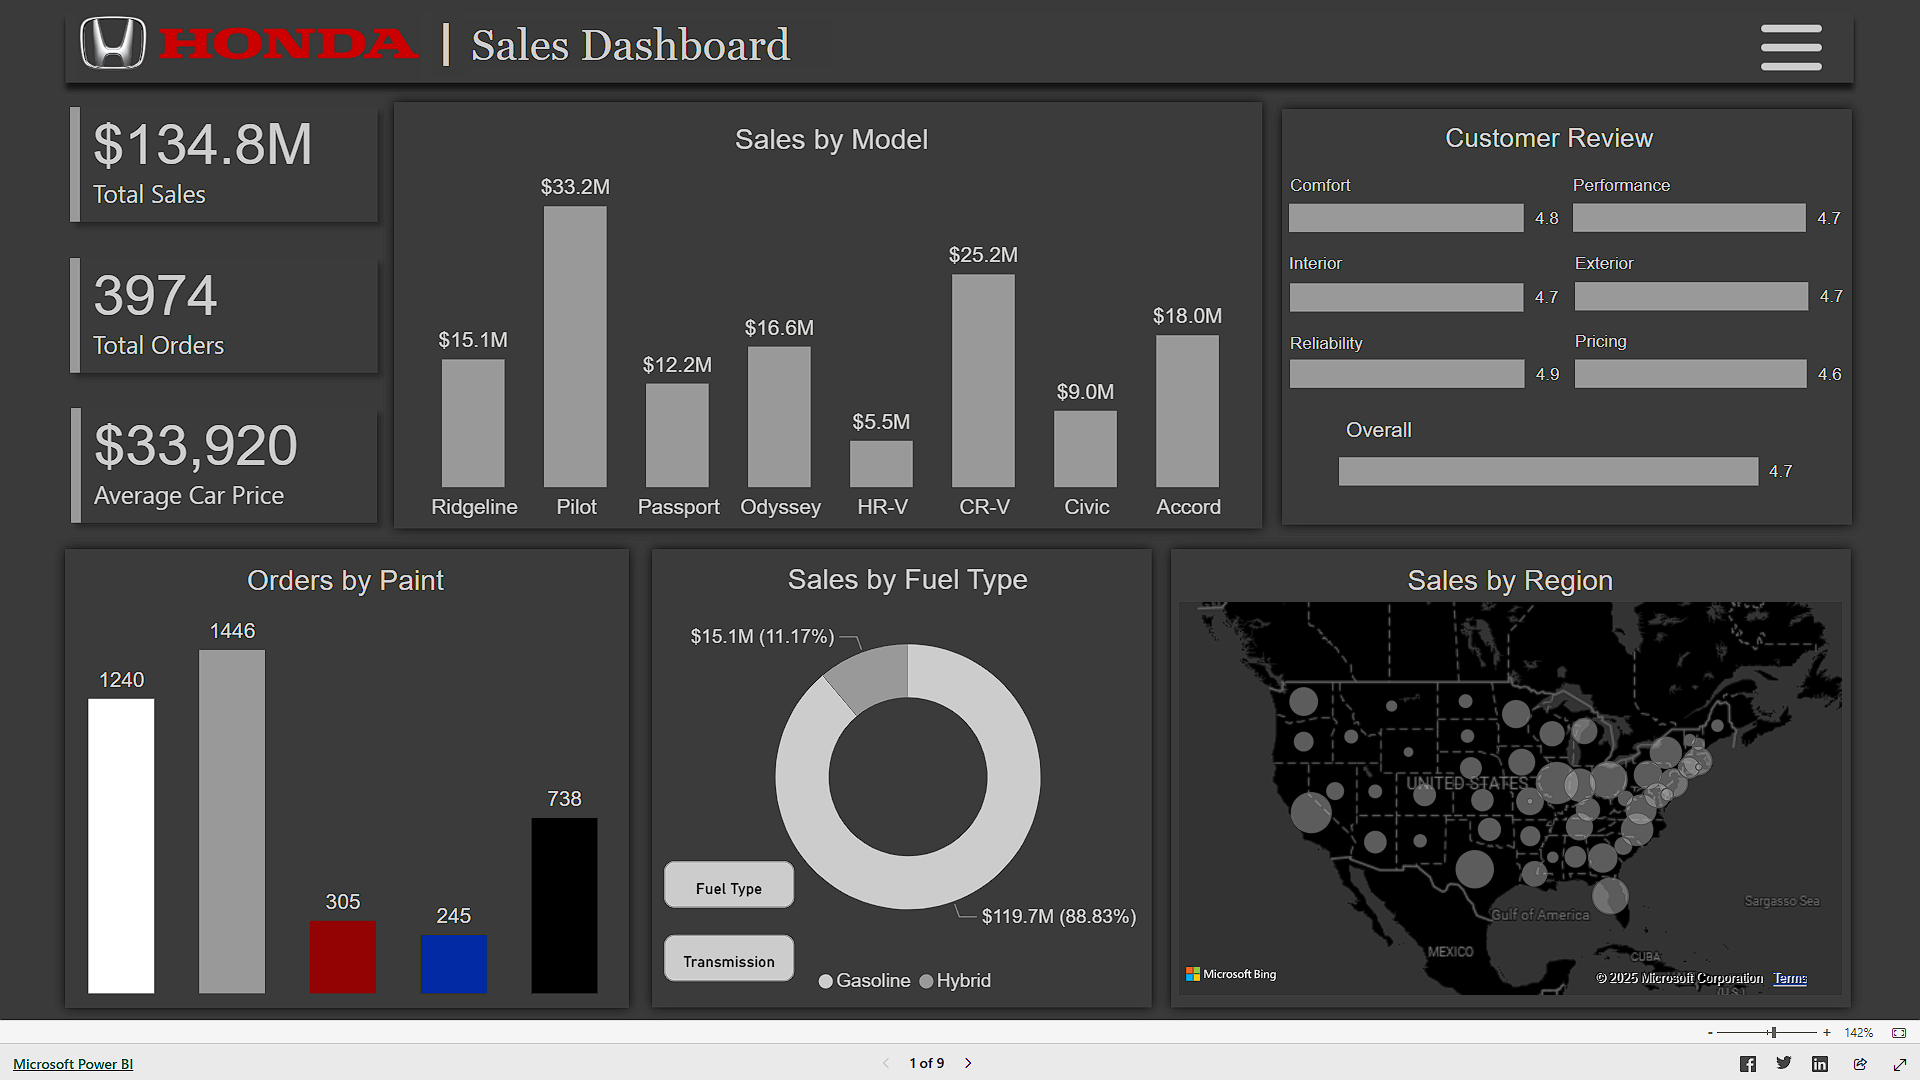 HONDA | Sales Dashboard
$134.8M
Total Sales
3974
Total Orders
$33,920
Average Car Price
Sales by Model
$33.2M
$25.2M
$18.0M
$16.6M
$15.1M
$12.2M
$9.0M
$5.5M
Ridgeline Pilot Passport Odyssey HR-V CR-V Civic Accord
Customer Review
Comfort 4.8
Performance 4.7
Interior 4.7
Exterior 4.7
Reliability 4.9
Pricing 4.6
Overall
4.7
Orders by Paint
1240
1446
305
245
738
Sales by Fuel Type
$15.1M (11.17%)
$119.7M (88.83%)
Fuel Type
Transmission
Gasoline Hybrid
Sales by Region
UNITED STATES
Gulf of America
Sargasso Sea
MEXICO
CUBA
Microsoft Bing
© 2025 Microsoft Corporation Terms
(U.S.)
- + 142%
Microsoft Power BI
1 of 9